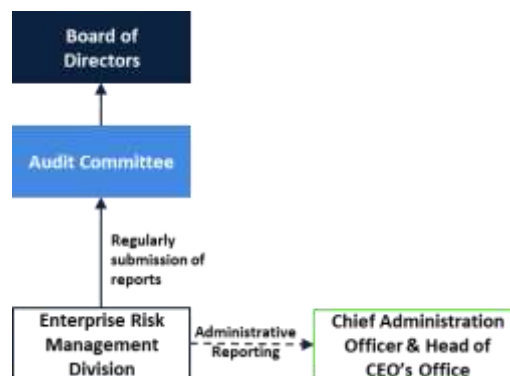 Board of
Directors
Audit Committee
Regularly
submission of
reports
Enterprise Risk
Management
Division
Administrative
Reporting
Chief Administration
Officer & Head of
CEO's Office